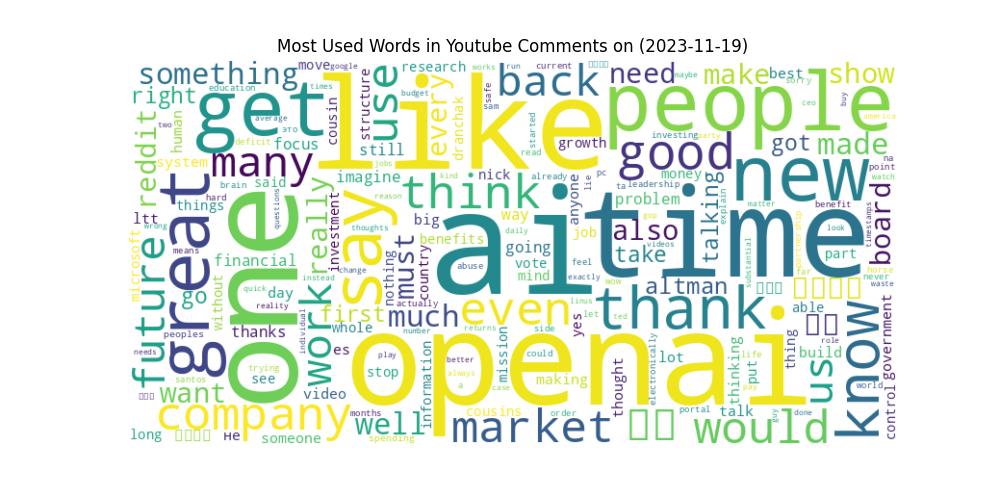 Most Used Words in Youtube Comments on (2023-11-19)
something move google like use research works current need make best show
right education times structure every back run maybe sorry
get budget safe sam people ceo buy america
reddit human average это cousin dranchak started growth investing party got made
deficit focus still read good money na
system many jobs kind nick already new point
great brain said imagine think pc leadership watch
things hard reason anyone lie ta problem explain matter benefit board
ltt one questions really investment say thoughts big way daily job also talking gop look timestamps
wrong must country benefits going feel take videos part
future means financial change nothing vote mind exactly time substantial far horse
microsoft go without quick day instead actually abuse ai wow altman never waste
reality first much even linus thank able
peoples thanks individual work whole number returns side yes let ted role
needs trying es play better could mission openai electronically lot thing build us know government
santos see stop always making thought thinking put life world
want video information a case pay
company months well cousins order portal talk guy done control
long не someone spending market would